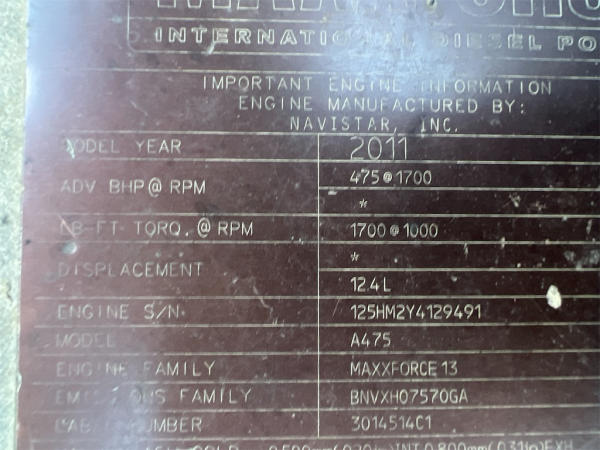 INTERNATIONAL DIESEL PO
IMPORTANT ENGINE INFORMATION
ENGINE MANUFACTURED BY:
NAVISTAR, INC.
MODEL YEAR 2011
ADV BHP@ RPM 475@1700
*
LB-FT TORQ.@ RPM 1700@1000
*
DISPLACEMENT 12.4L
ENGINE S/N 125HM2Y4129491
MODEL A475
ENGINE FAMILY MAXXFORCE 13
EMISSIONS FAMILY BNVXH07570GA
LABEL NUMBER 3014514C1